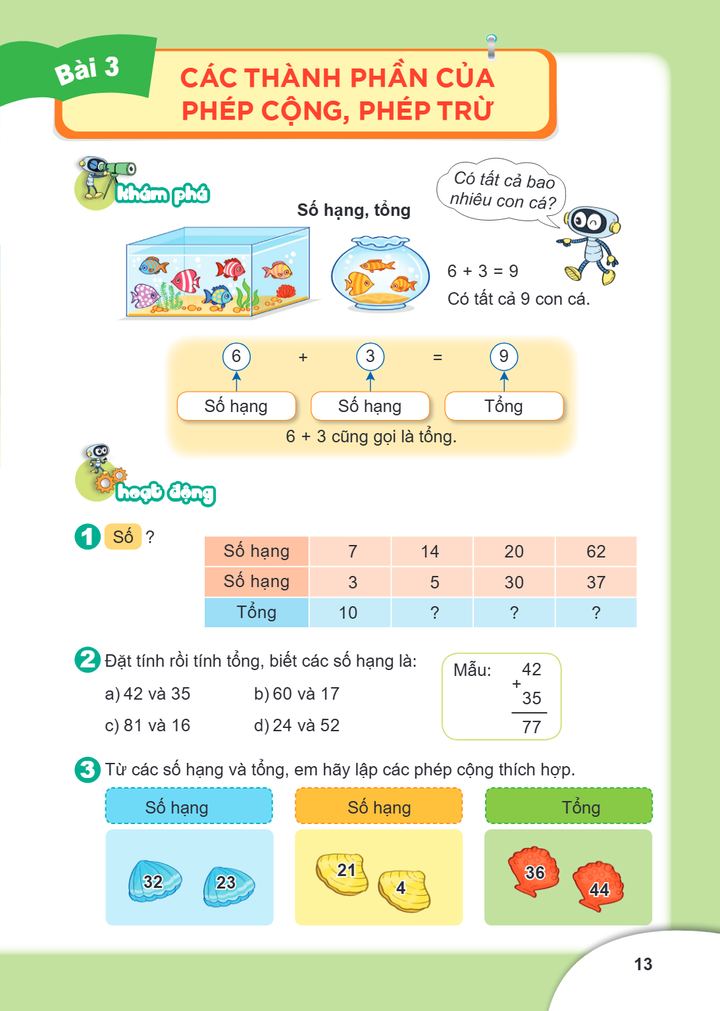 Bài 3
CÁC THÀNH PHẦN CỦA
PHÉP CỘNG, PHÉP TRỪ
khám phá
Có tất cả bao
nhiêu con cá?
Số hạng, tổng
6 + 3 = 9
Có tất cả 9 con cá.
6 + 3 = 9
Số hạng Số hạng Tổng
6 + 3 cũng gọi là tổng.
hoạt động
1 Số ?
Số hạng 7 14 20 62
Số hạng 3 5 30 37
Tổng 10 ? ? ?
2 Đặt tính rồi tính tổng, biết các số hạng là:
a) 42 và 35 b) 60 và 17
c) 81 và 16 d) 24 và 52
Mẫu: 42
+
35
77
3 Từ các số hạng và tổng, em hãy lập các phép cộng thích hợp.
Số hạng Số hạng Tổng
32 23 21 4 36 44
13